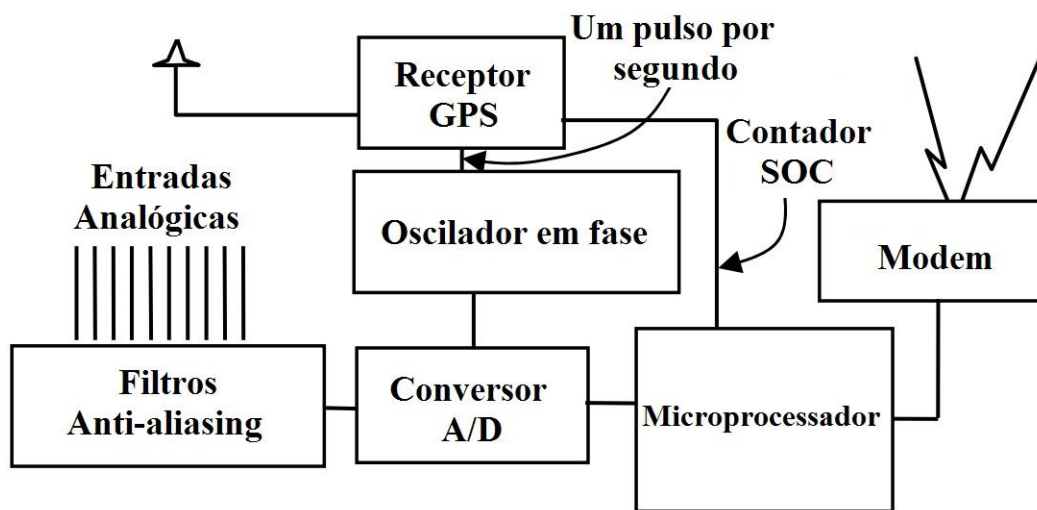 Um pulso por
segundo
Receptor
GPS
Contador
SOC
Entradas
Analógicas
Oscilador em fase
Modem
Filtros
Anti-aliasing
Conversor
A/D
Microprocessador